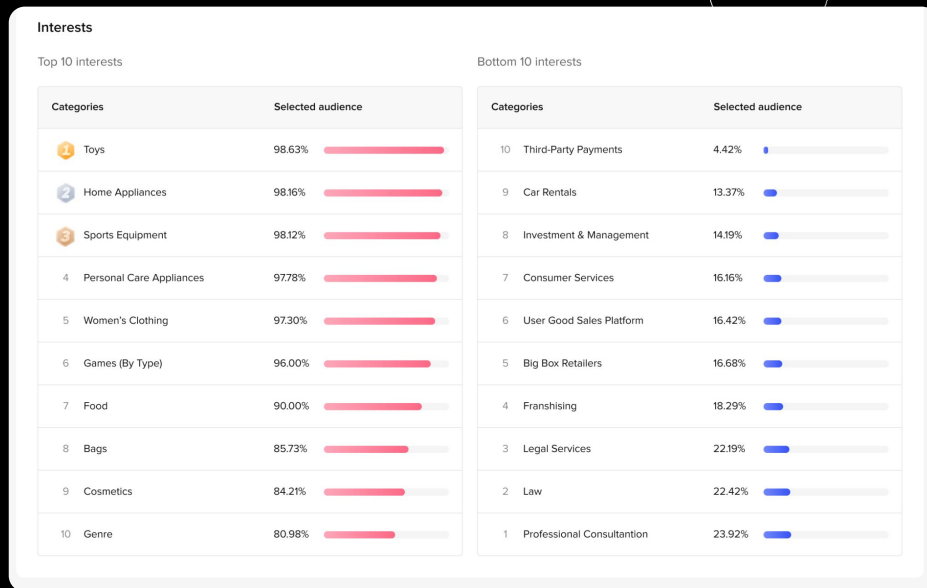 Interests
Top 10 interests
Categories Selected audience
1 Toys 98.63%
2 Home Appliances 98.16%
3 Sports Equipment 98.12%
4 Personal Care Appliances 97.78%
5 Women's Clothing 97.30%
6 Games (By Type) 96.00%
7 Food 90.00%
8 Bags 85.73%
9 Cosmetics 84.21%
10 Genre 80.98%
Bottom 10 interests
Categories Selected audience
10 Third-Party Payments 4.42%
9 Car Rentals 13.37%
8 Investment & Management 14.19%
7 Consumer Services 16.16%
6 User Good Sales Platform 16.42%
5 Big Box Retailers 16.68%
4 Franshising 18.29%
3 Legal Services 22.19%
2 Law 22.42%
1 Professional Consultantion 23.92%